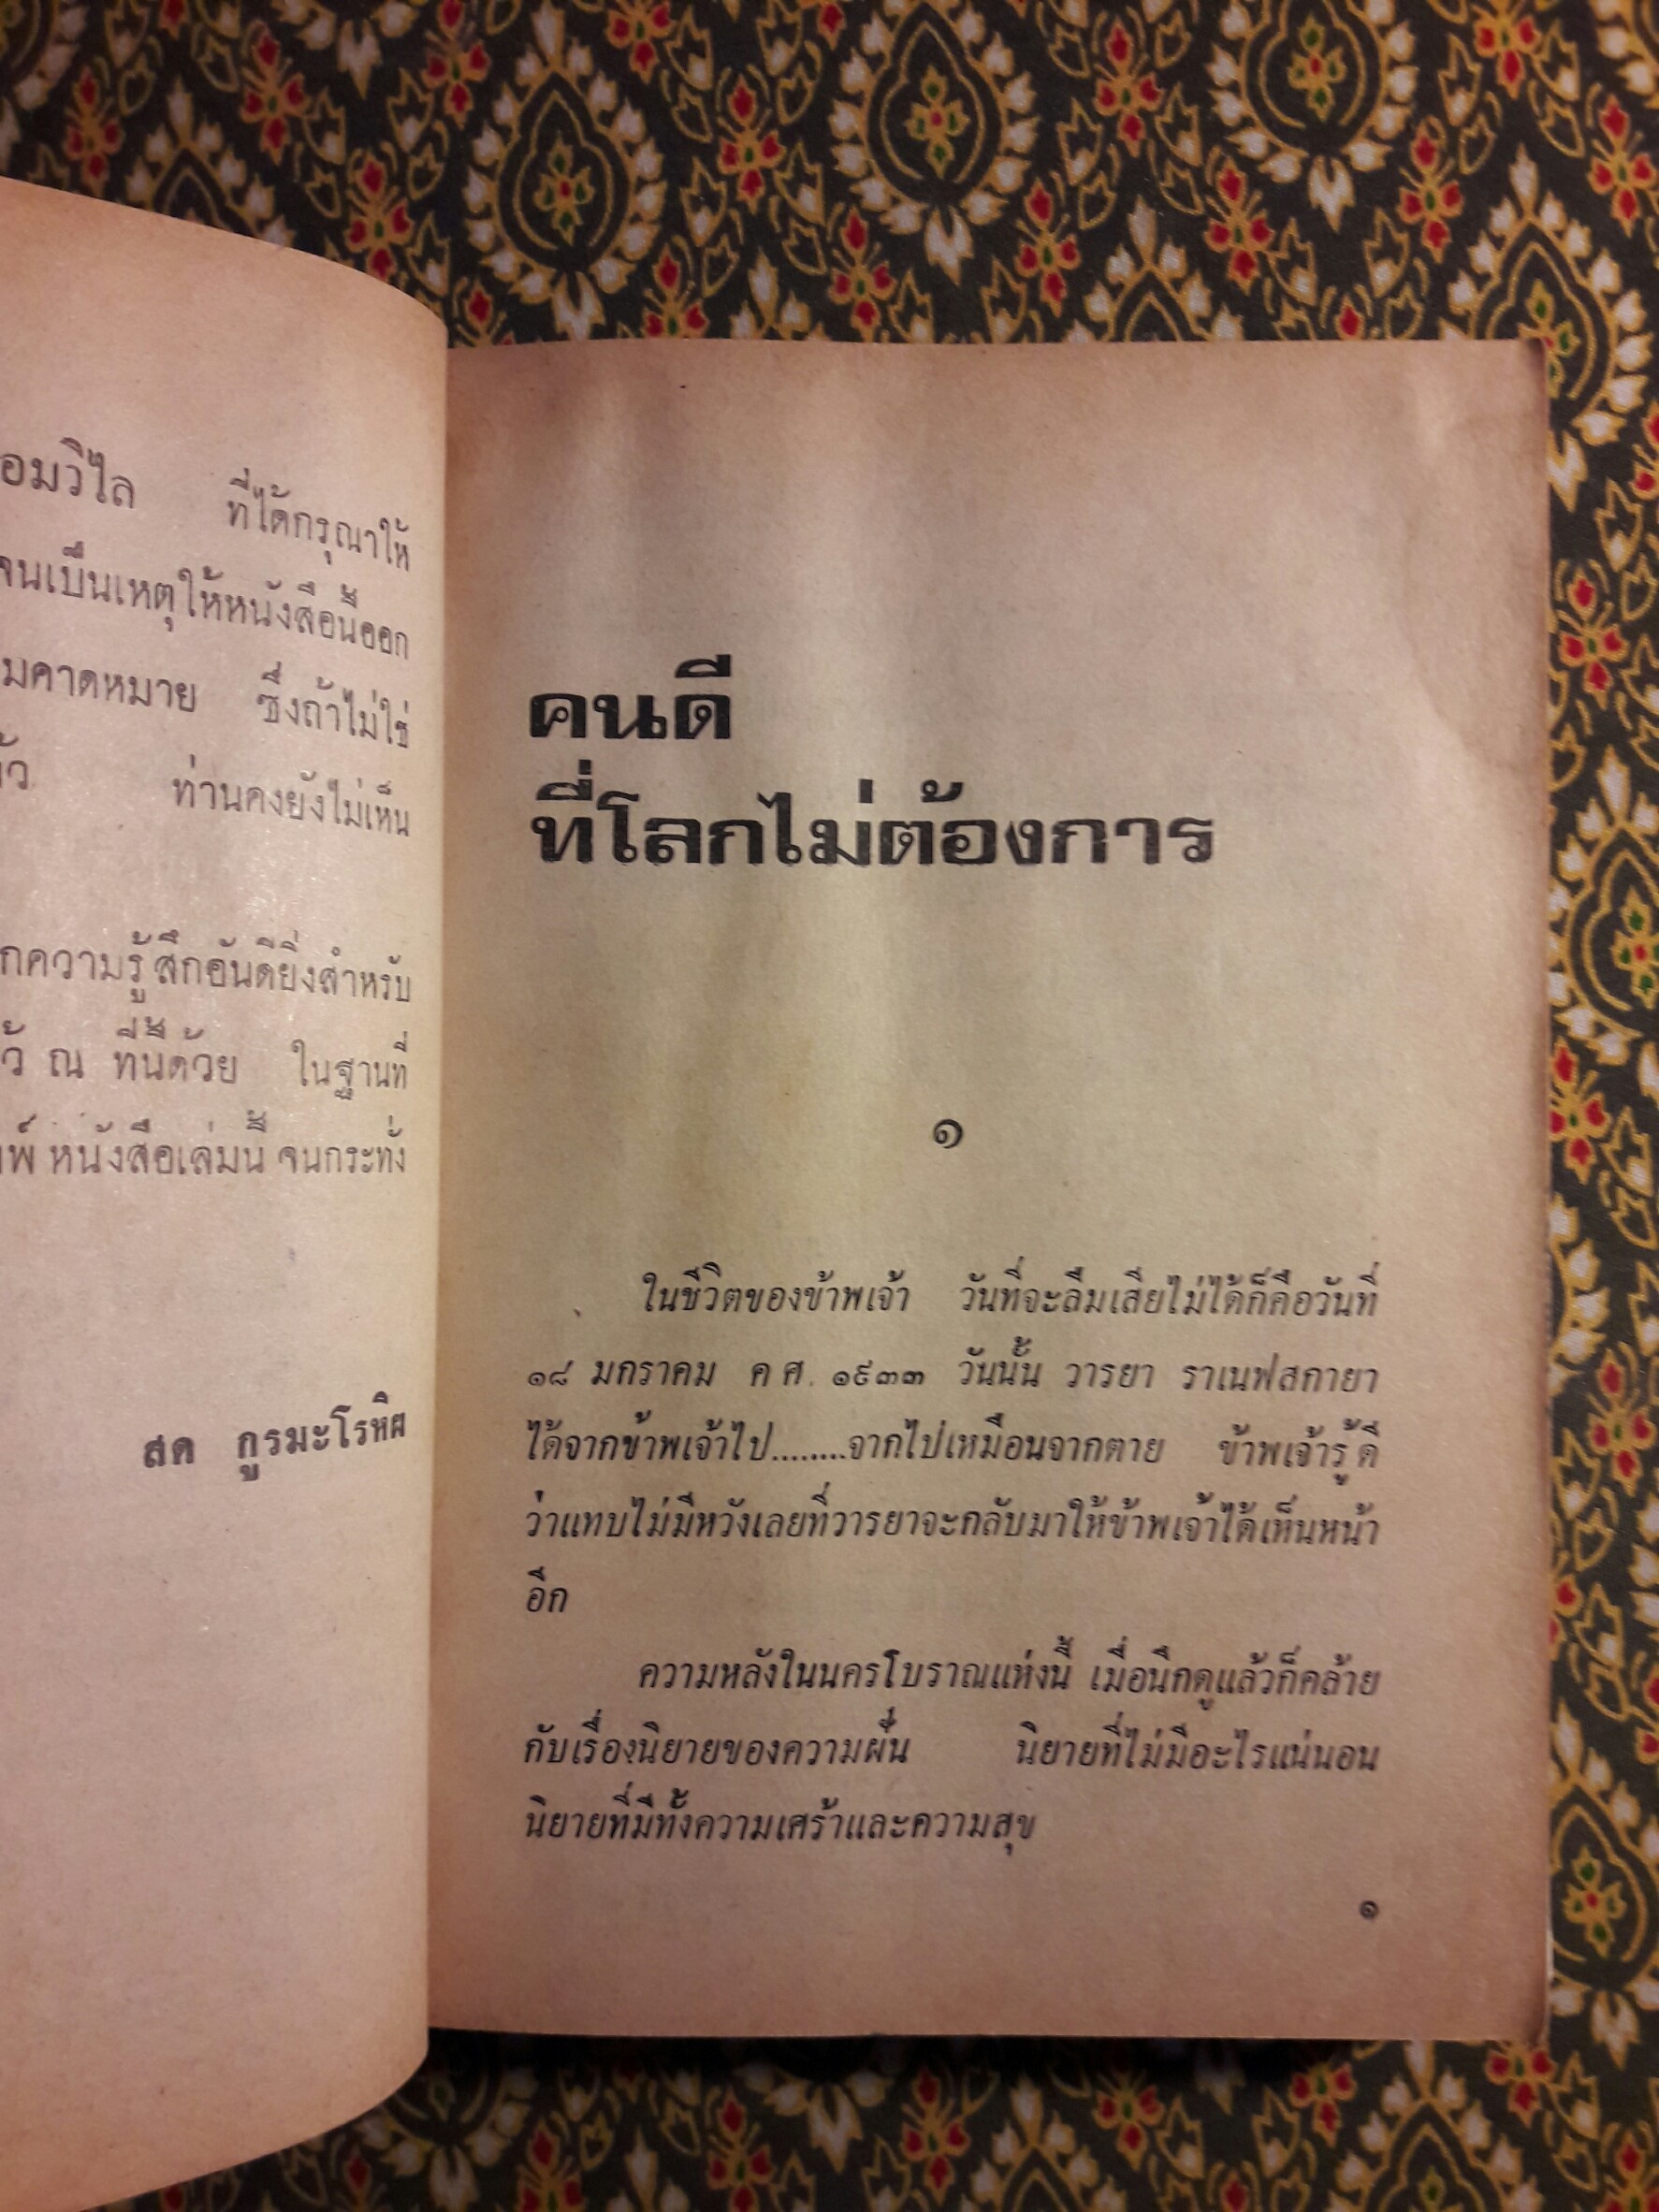 อมวิไล ที่ได้กรุณาให้
จนเป็นเหตุให้หนังสือนี้ออก
มคาดหมาย ซึ่งถ้าไม่ใช่
ท่านคงยังไม่เห็น
กความรู้สึกอันดียิ่งสำหรับ
ว้ ณ ที่นี้ด้วย ในฐานที่
มพ์ หนังสือเล่มนี้ จนกระทั่ง
สด กูรมะโรหิต
คนดี
ที่โลกไม่ต้องการ
๑
ในชีวิตของข้าพเจ้า วันที่จะลืมเสียไม่ได้ก็คือวันที่
๑๘ มกราคม ค ศ. ๑๙๓๓ วันนั้น วารยา ราเนฟสกายา
ได้จากข้าพเจ้าไป........จากไปเหมือนจากตาย ข้าพเจ้ารู้ดี
ว่าแทบไม่มีหวังเลยที่วารยาจะกลับมาให้ข้าพเจ้าได้เห็นหน้า
อีก
ความหลังในนครโบราณแห่งนี้ เมื่อนึกดูแล้วก็คล้าย
กับเรื่องนิยายของความฝัน นิยายที่ไม่มีอะไรแน่นอน
นิยายที่มีทั้งความเศร้าและความสุข
๑